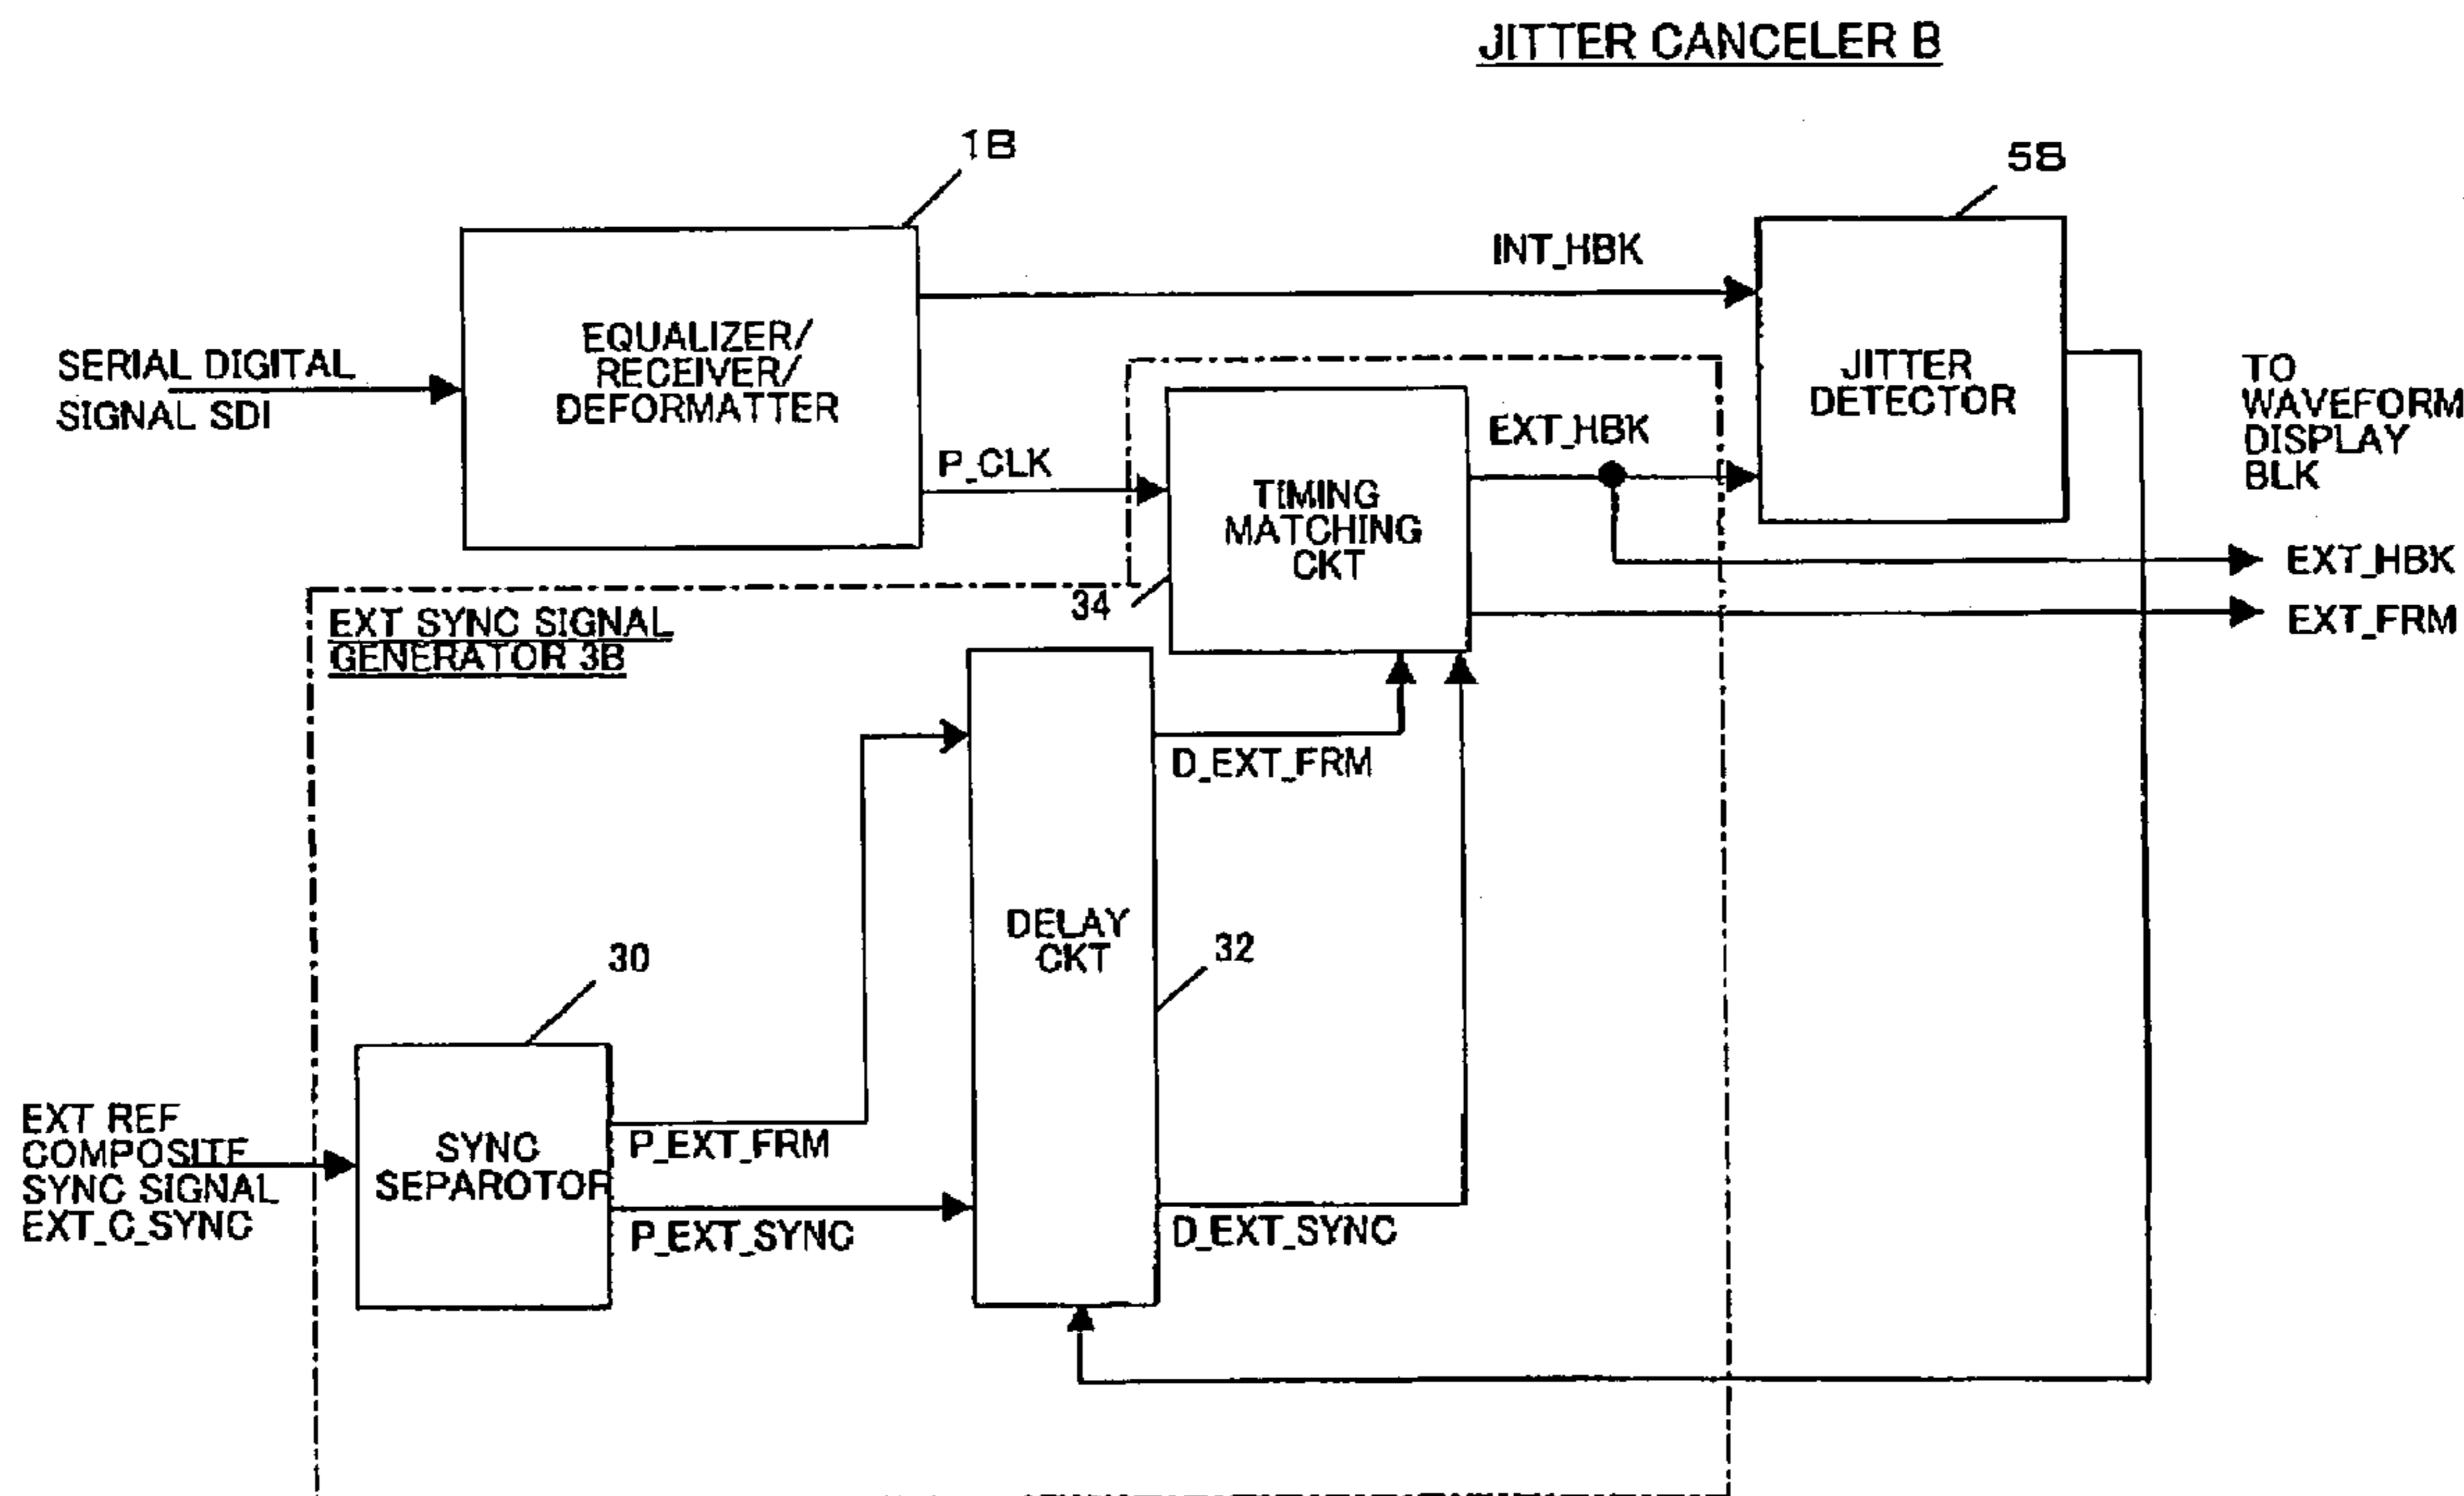 JITTER CANCELER B
1B
5B
INT_HBK
EQUALIZER/
RECEIVER/
DEFORMATTER
SERIAL DIGITAL
SIGNAL SDI
JITTER
DETECTOR
TO
WAVEFORM
DISPLAY
BLK
EXT_HBK
P_CLK
TIMING
MATCHING
CKT
34
EXT_HBK
EXT_FRM
EXT SYNC SIGNAL
GENERATOR 3B
D_EXT_FRM
DELAY
CKT
32
30
EXT REF
COMPOSITE
SYNC SIGNAL
EXT_C_SYNC
SYNC
SEPAROTOR
P_EXT_FRM
P_EXT_SYNC
D_EXT_SYNC